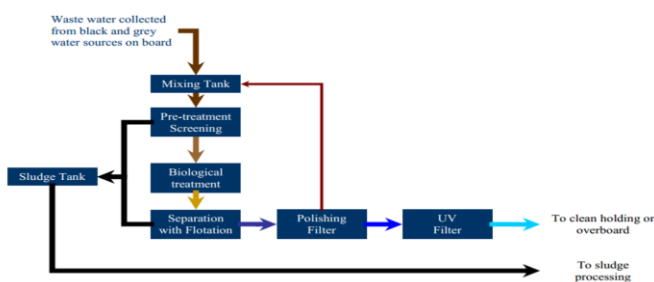 Waste water collected
from black and grey
water sources on board
Mixing Tank
Pre-treatment
Screening
Sludge Tank
Biological
treatment
Separation
with Flotation
Polishing
Filter
UV
Filter
To clean holding or
overboard
To sludge
processing